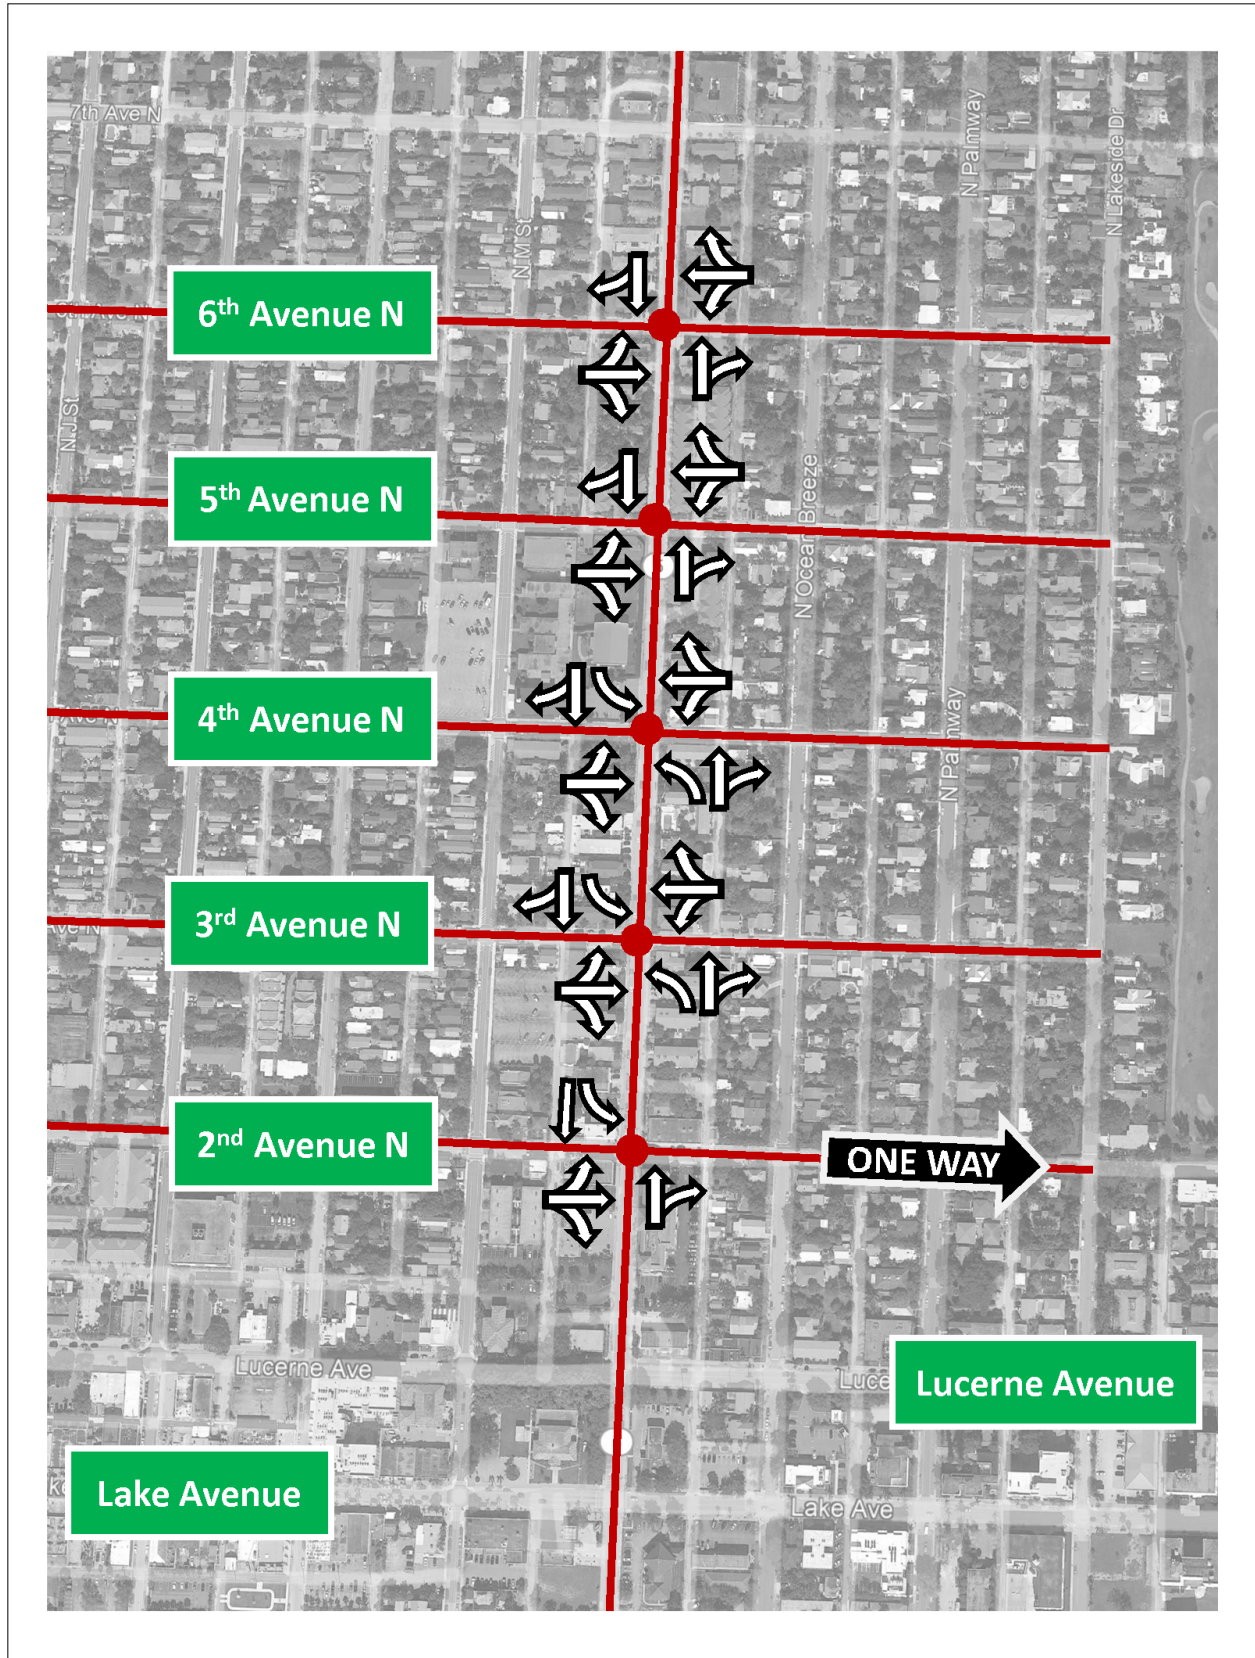 7th Ave N
N Palmway
N Lakeside Dr
N M St
6th Avenue N
N J St
5th Avenue N
N Ocean Breeze
4th Avenue N
N Palmway
3rd Avenue N
2nd Avenue N
ONE WAY
Lucerne Ave
Lucerne Avenue
Lake Avenue
Lake Ave